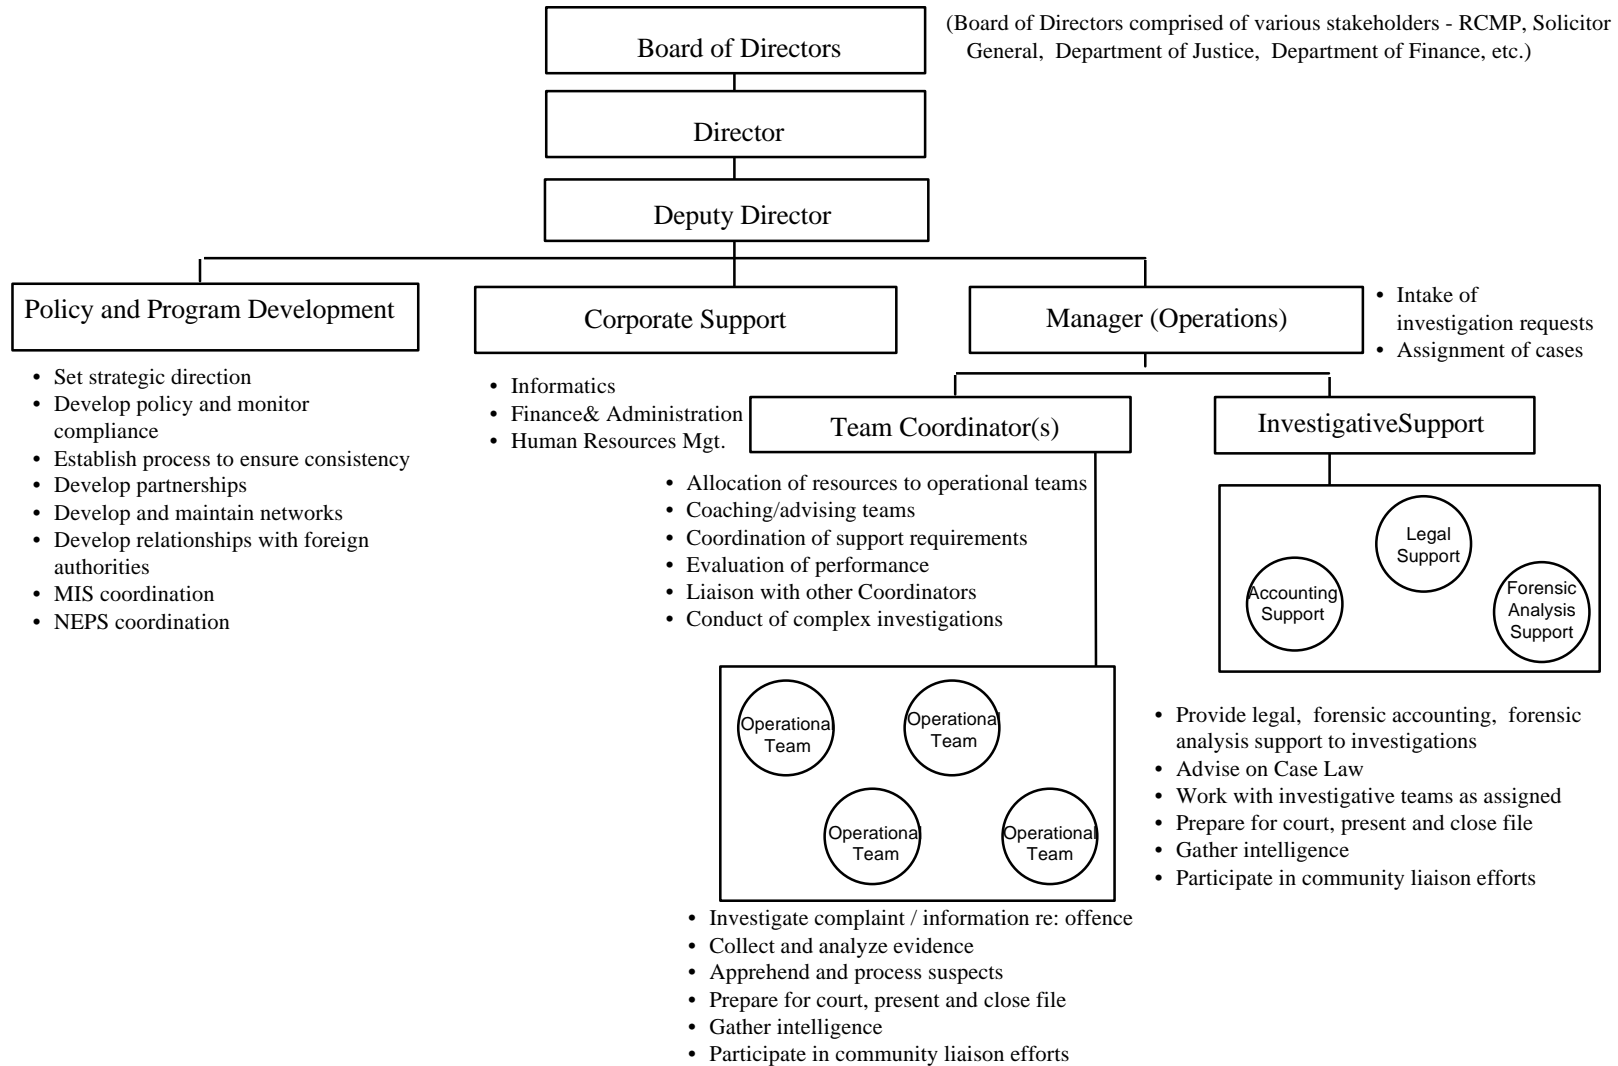 Board of Directors
(Board of Directors comprised of various stakeholders - RCMP, Solicitor
General, Department of Justice, Department of Finance, etc.)
Director
Deputy Director
Policy and Program Development
• Set strategic direction
• Develop policy and monitor
compliance
• Establish process to ensure consistency
• Develop partnerships
• Develop and maintain networks
• Develop relationships with foreign
authorities
• MIS coordination
• NEPS coordination
Corporate Support
• Informatics
• Finance& Administration
• Human Resources Mgt.
Manager (Operations)
• Intake of
investigation requests
• Assignment of cases
Team Coordinator(s)
• Allocation of resources to operational teams
• Coaching/advising teams
• Coordination of support requirements
• Evaluation of performance
• Liaison with other Coordinators
• Conduct of complex investigations
Operational
Team
Operational
Team
Operational
Team
Operational
Team
• Investigate complaint / information re: offence
• Collect and analyze evidence
• Apprehend and process suspects
• Prepare for court, present and close file
• Gather intelligence
• Participate in community liaison efforts
InvestigativeSupport
Legal
Support
Accounting
Support
Forensic
Analysis
Support
• Provide legal, forensic accounting, forensic
analysis support to investigations
• Advise on Case Law
• Work with investigative teams as assigned
• Prepare for court, present and close file
• Gather intelligence
• Participate in community liaison efforts